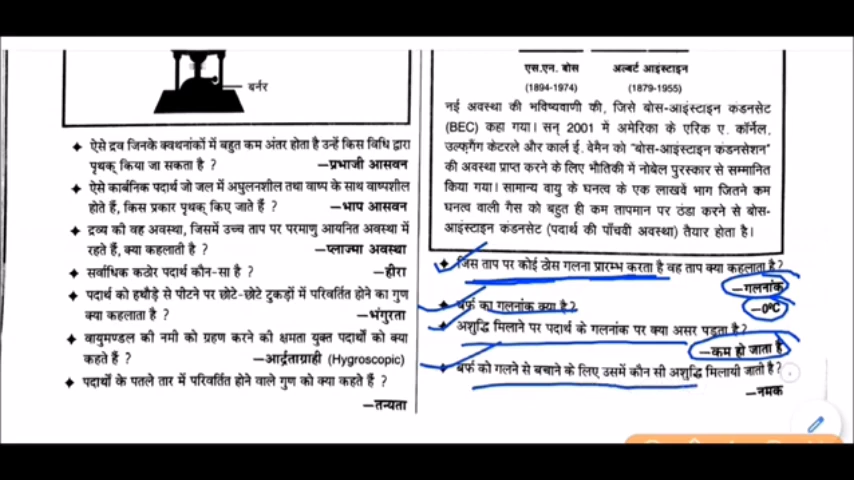 बर्नर
ऐसे द्रव जिनके क्वथनांकों में बहुत कम अंतर होता है उन्हें किस विधि द्वारा
पृथक् किया जा सकता है ? –प्रभाजी आसवन
ऐसे कार्बनिक पदार्थ जो जल में अघुलनशील तथा वाष्प के साथ वाष्पशील
होते हैं, किस प्रकार पृथक् किए जाते हैं ? –भाप आसवन
द्रव्य की वह अवस्था, जिसमें उच्च ताप पर परमाणु आयनित अवस्था में
रहते हैं, क्या कहलाती है ? –प्लाज्मा अवस्था
सर्वाधिक कठोर पदार्थ कौन-सा है ? –हीरा
पदार्थ को हथौड़े से पीटने पर छोटे-छोटे टुकड़ों में परिवर्तित होने का गुण
क्या कहलाता है ? –भंगुरता
वायुमण्डल की नमी को ग्रहण करने की क्षमता युक्त पदार्थों को क्या
कहते हैं ? –आर्द्रताग्राही (Hygroscopic)
पदार्थों के पतले तार में परिवर्तित होने वाले गुण को क्या कहते हैं ?
–तन्यता
एस.एन. बोस अल्बर्ट आइंस्टाइन
(1894-1974) (1879-1955)
नई अवस्था की भविष्यवाणी की, जिसे बोस-आइंस्टाइन कंडनसेट
(BEC) कहा गया। सन् 2001 में अमेरिका के एरिक ए. कॉर्नेल,
उल्फ्गैंग केटरले और कार्ल ई. वेमैन को "बोस-आइंस्टाइन कंडनसेशन"
की अवस्था प्राप्त करने के लिए भौतिकी में नोबेल पुरस्कार से सम्मानित
किया गया। सामान्य वायु के घनत्व के एक लाखवें भाग जितने कम
घनत्व वाली गैस को बहुत ही कम तापमान पर ठंडा करने से बोस-
आइंस्टाइन कंडनसेट (पदार्थ की पाँचवी अवस्था) तैयार होता है।
जिस ताप पर कोई ठोस गलना प्रारम्भ करता है वह ताप क्या कहलाता है?
–गलनांक
बर्फ का गलनांक क्या है?
–0°C
अशुद्धि मिलाने पर पदार्थ के गलनांक पर क्या असर पड़ता है?
–कम हो जाता है
बर्फ को गलने से बचाने के लिए उसमें कौन सी अशुद्धि मिलायी जाती है?
–नमक